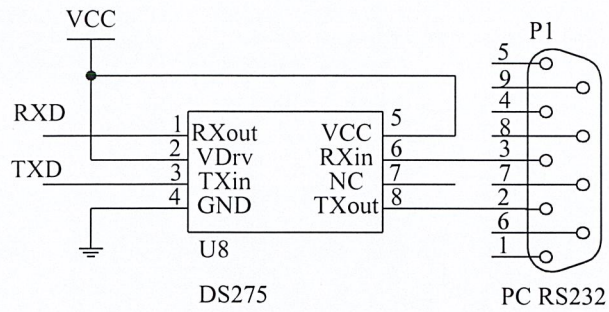 VCC
P1
5
9
4
8
3
7
2
6
1
RXD
TXD
1 RXout VCC 5
2 VDrv RXin 6
3 TXin NC 7
4 GND TXout 8
U8
DS275
PC RS232